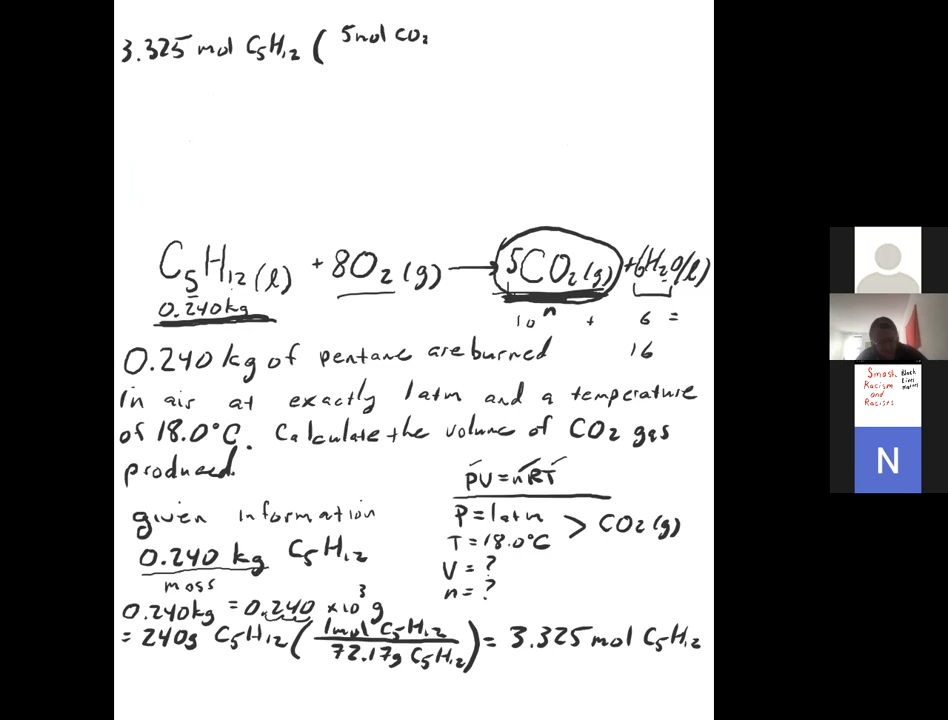 3.325 mol C5H12 ( 5mol CO2
C5H12(l) + 8O2(g) → 5CO2(g) + 6H2O(l)
0.240kg
10 + 6 =
16
0.240 kg of pentane are burned
in air at exactly 1atm and a temperature
of 18.0°C. Calculate the volume of CO2 gas
produced.
PV = nRT
given information
P = 1atm > CO2(g)
T = 18.0°C
V = ?
n = ?
0.240 kg C5H12
mass
0.240kg = 0.240 ×10³ g
= 240g C5H12 ( 1mol C5H12 / 72.17g C5H12 ) = 3.325 mol C5H12
Smash
Racism
and
Racists
Black
Lives
Matter
N